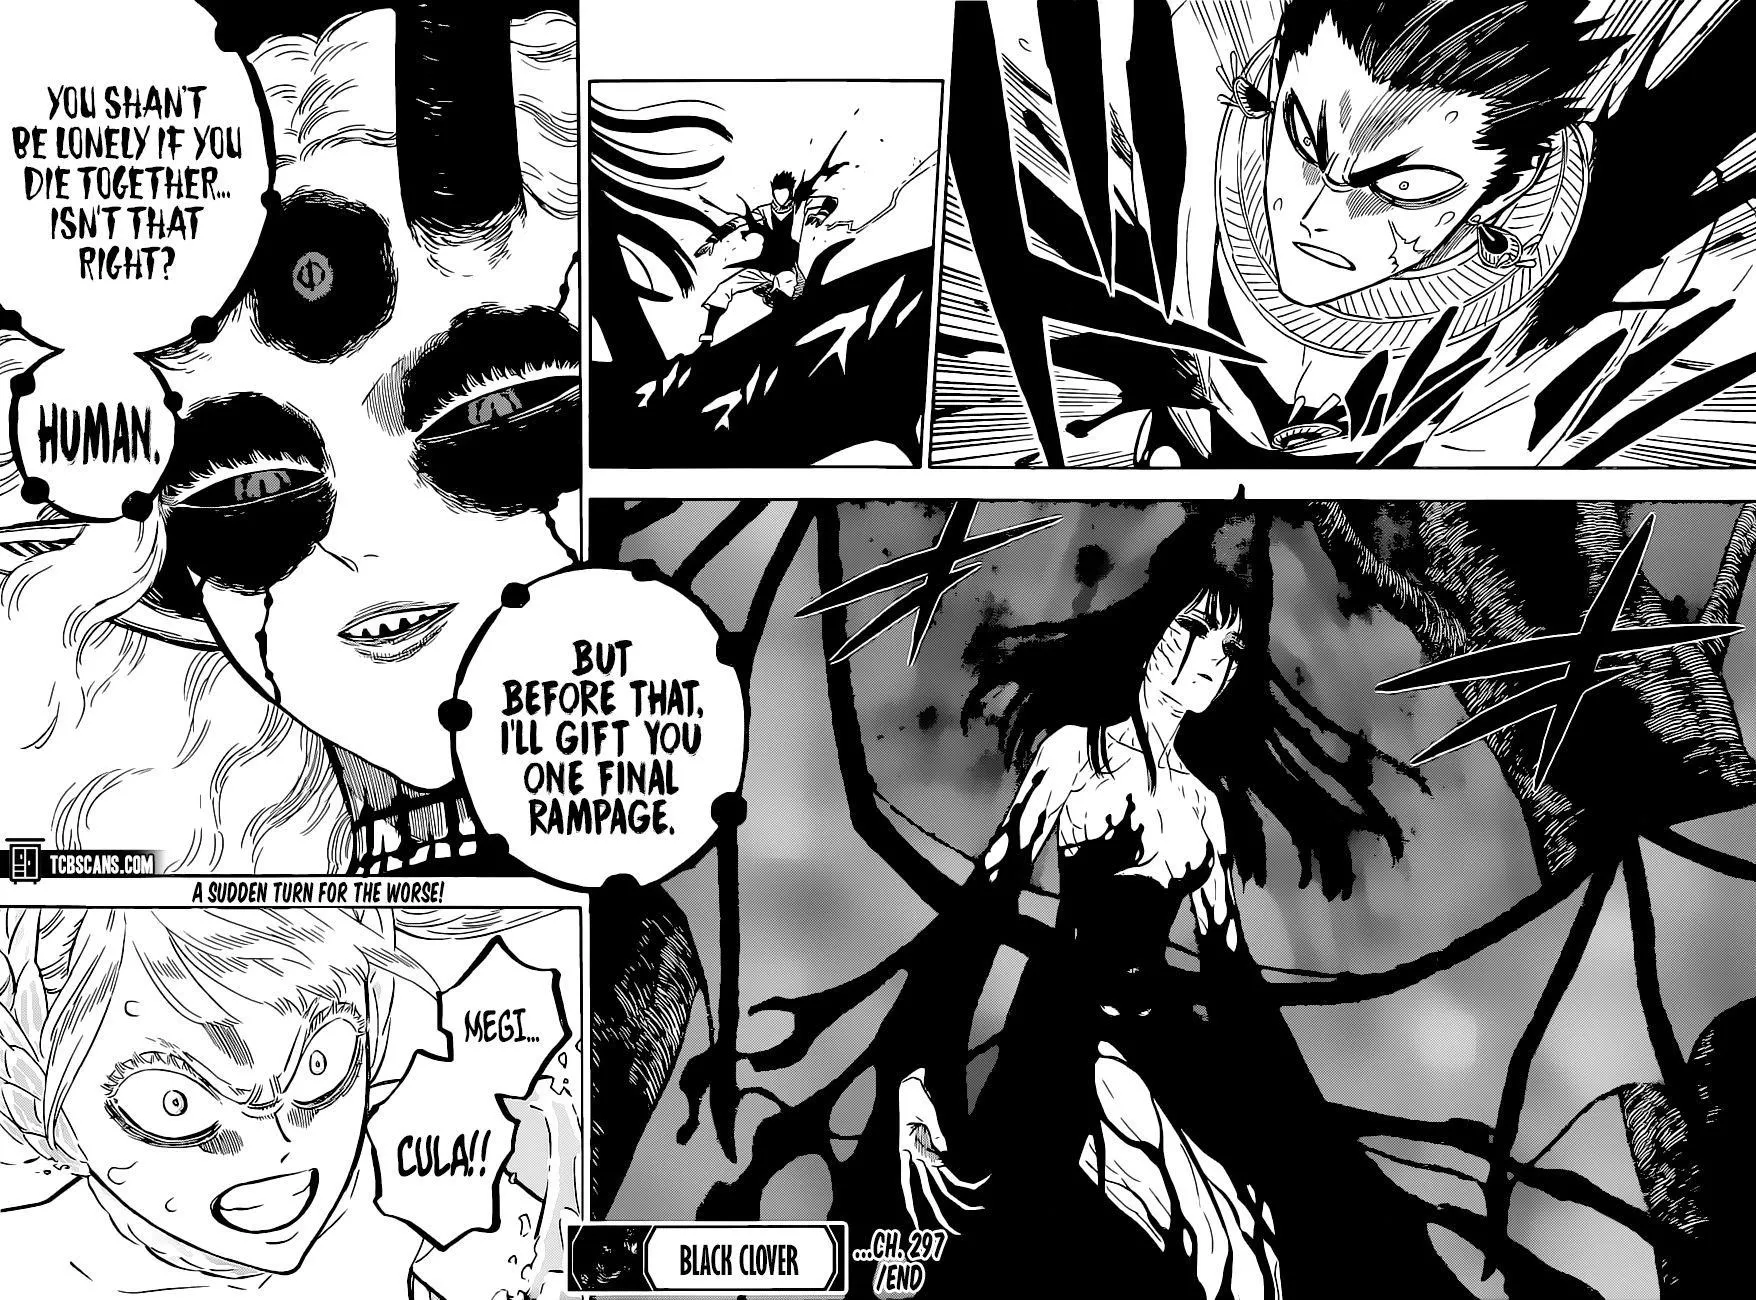 BUT
BEFORE THAT,
I'LL GIFT YOU
ONE FINAL
RAMPAGE.
YOU SHAN'T
BE LONELY IF YOU
DIE TOGETHER...
ISN'T THAT
RIGHT?
HUMAN.
TCBSCANS.COM
A SUDDEN TURN FOR THE WORSE!
MEGI...
CULA!!
BLACK CLOVER
...CH. 297
/END